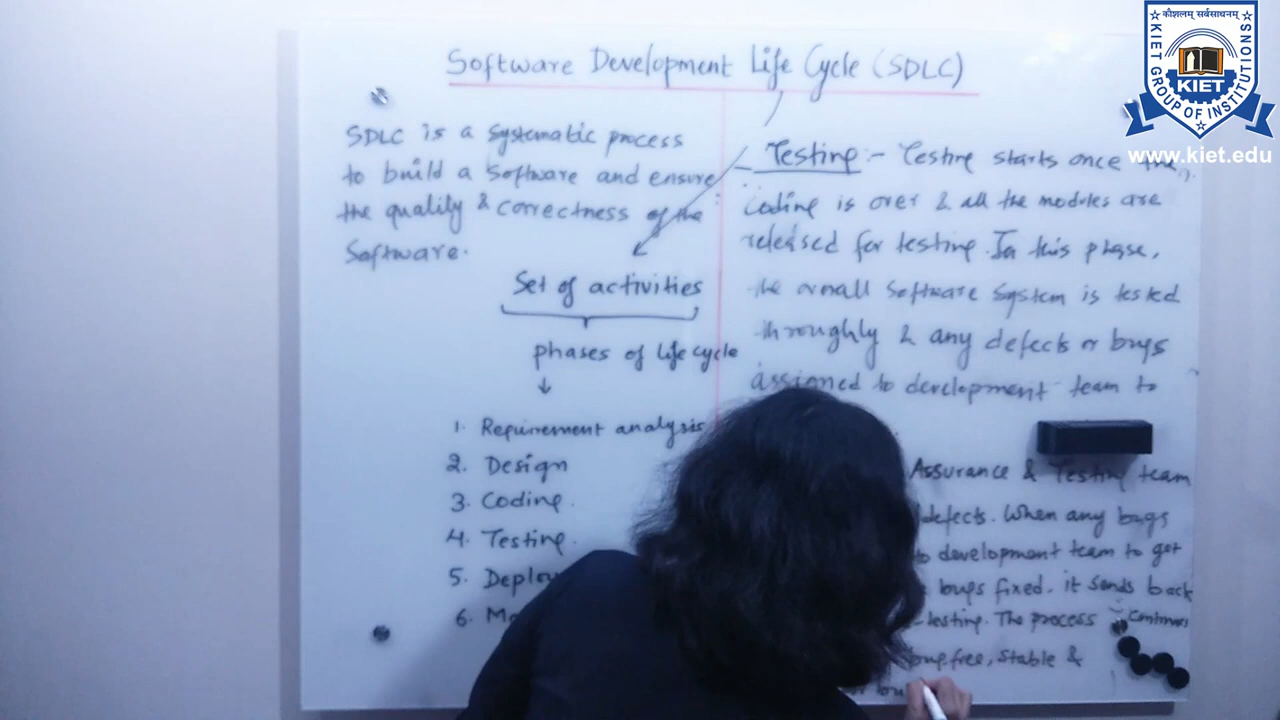 Software Development Life Cycle (SDLC)
SDLC is a systematic process
to build a software and ensure
the quality & correctness of the
Software.
Set of activities
phases of life cycle
1. Requirement analysis
2. Design
3. Coding
4. Testing
5. Deplo
6.
Testing :- Testing starts once the
Coding is over & all the modules are
released for testing. In this phase,
the software system is tested
throughly & any defects or bugs
assigned to development team to
Assurance & Testing team
defects. When any bugs
to development team to get
bugs fixed. it sends back
testing. The process continues
bug free, stable &
कौशलम् सर्वसाधनम्
KIET GROUP OF INSTITUTIONS
KIET
www.kiet.edu